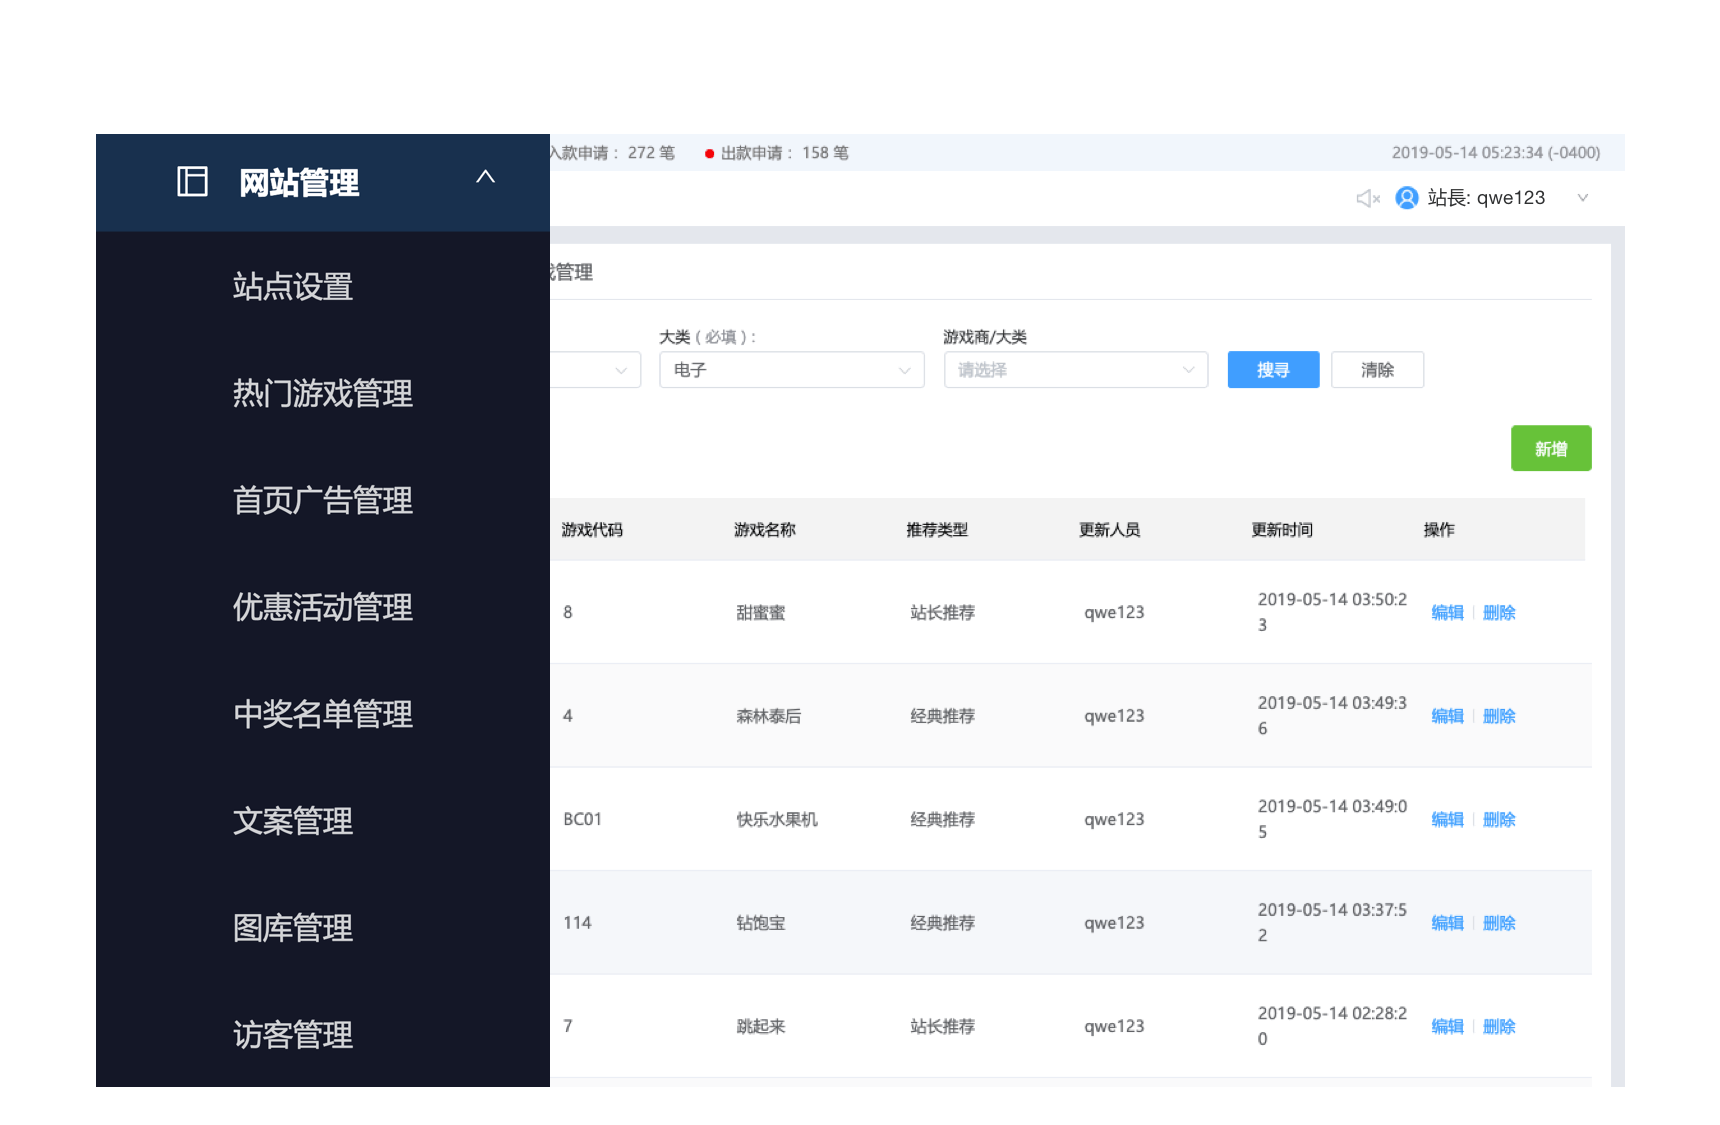 网站管理
站点设置
热门游戏管理
首页广告管理
优惠活动管理
中奖名单管理
文案管理
图库管理
访客管理
入款申请： 272 笔 出款申请： 158 笔 2019-05-14 05:23:34 (-0400)
站長: qwe123
管理
大类 ( 必填 ) : 游戏商/大类
电子 请选择 搜寻 清除
新增
游戏代码 游戏名称 推荐类型 更新人员 更新时间 操作
8 甜蜜蜜 站长推荐 qwe123 2019-05-14 03:50:2 编辑 删除
3
4 森林泰后 经典推荐 qwe123 2019-05-14 03:49:3 编辑 删除
6
BC01 快乐水果机 经典推荐 qwe123 2019-05-14 03:49:0 编辑 删除
5
114 钻饱宝 经典推荐 qwe123 2019-05-14 03:37:5 编辑 删除
2
7 跳起来 站长推荐 qwe123 2019-05-14 02:28:2 编辑 删除
0